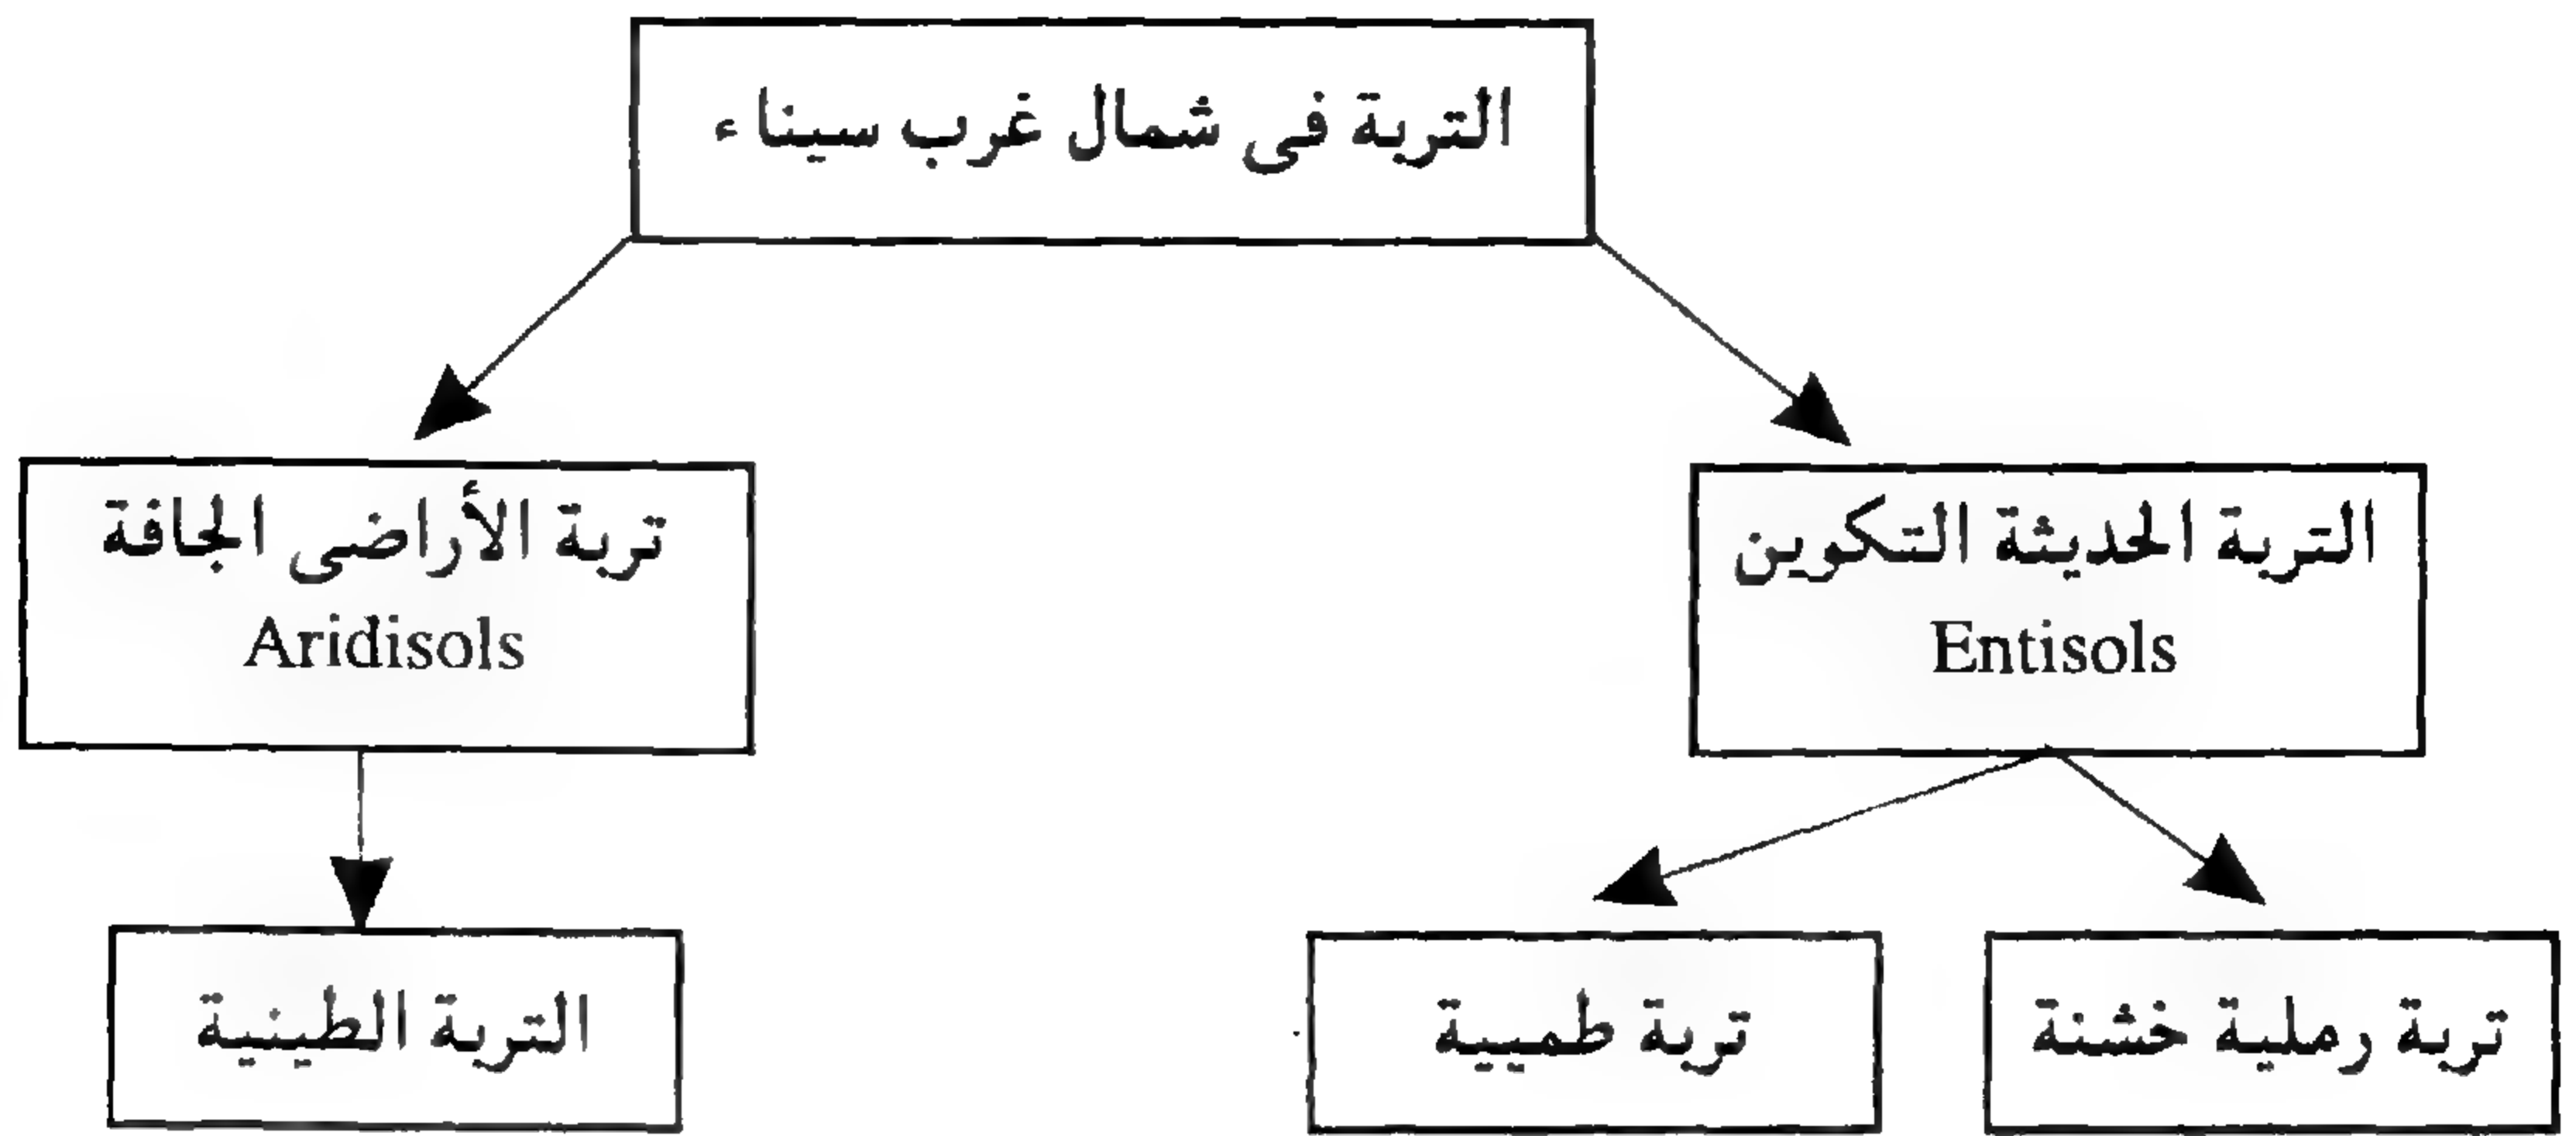 التربة فى شمال غرب سيناء
التربة الحديثة التكوين
Entisols
تربة الأراضى الجافة
Aridisols
تربة رملية خشنة
تربة طميية
التربة الطينية